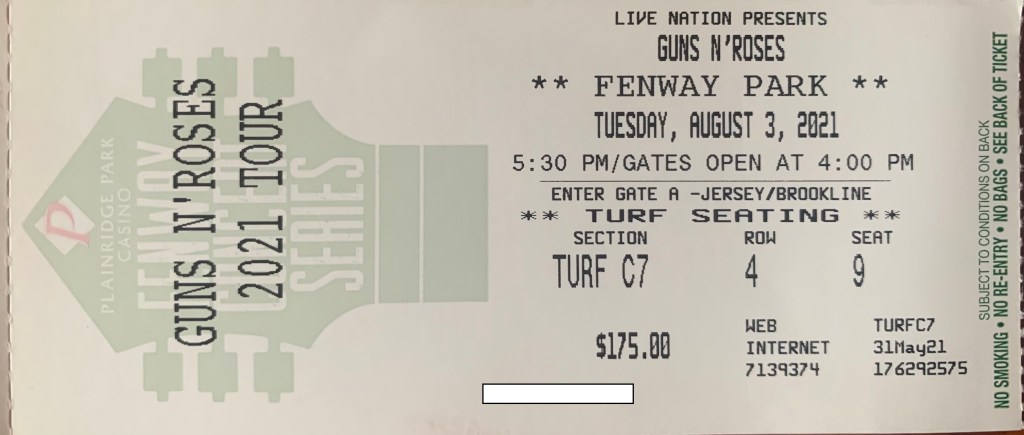 PLAINRIDGE PARK
CASINO
FENWAY
CONCERT
SERIES
GUNS N'ROSES
2021 TOUR
LIVE NATION PRESENTS
GUNS N'ROSES
** FENWAY PARK **
TUESDAY, AUGUST 3, 2021
5:30 PM/GATES OPEN AT 4:00 PM
ENTER GATE A -JERSEY/BROOKLINE
** TURF SEATING **
SECTION ROW SEAT
TURF C7 4 9
$175.00
WEB TURFC7
INTERNET 31May21
7139374 176292575
SUBJECT TO CONDITIONS ON BACK
NO SMOKING • NO RE-ENTRY • NO BAGS • SEE BACK OF TICKET